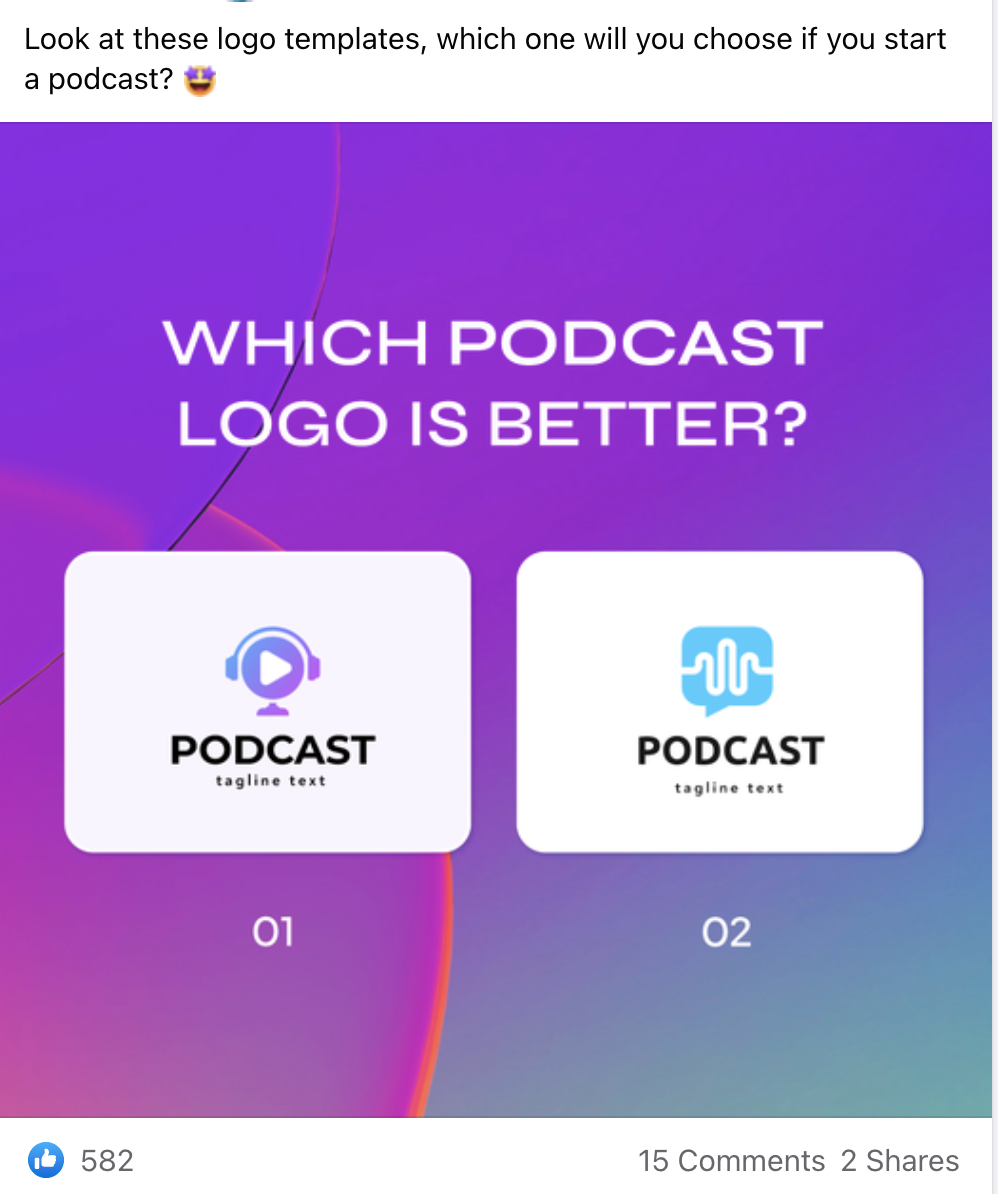 Look at these logo templates, which one will you choose if you start
a podcast? 🤩
WHICH PODCAST
LOGO IS BETTER?
PODCAST
tagline text
PODCAST
tagline text
01
02
582
15 Comments 2 Shares